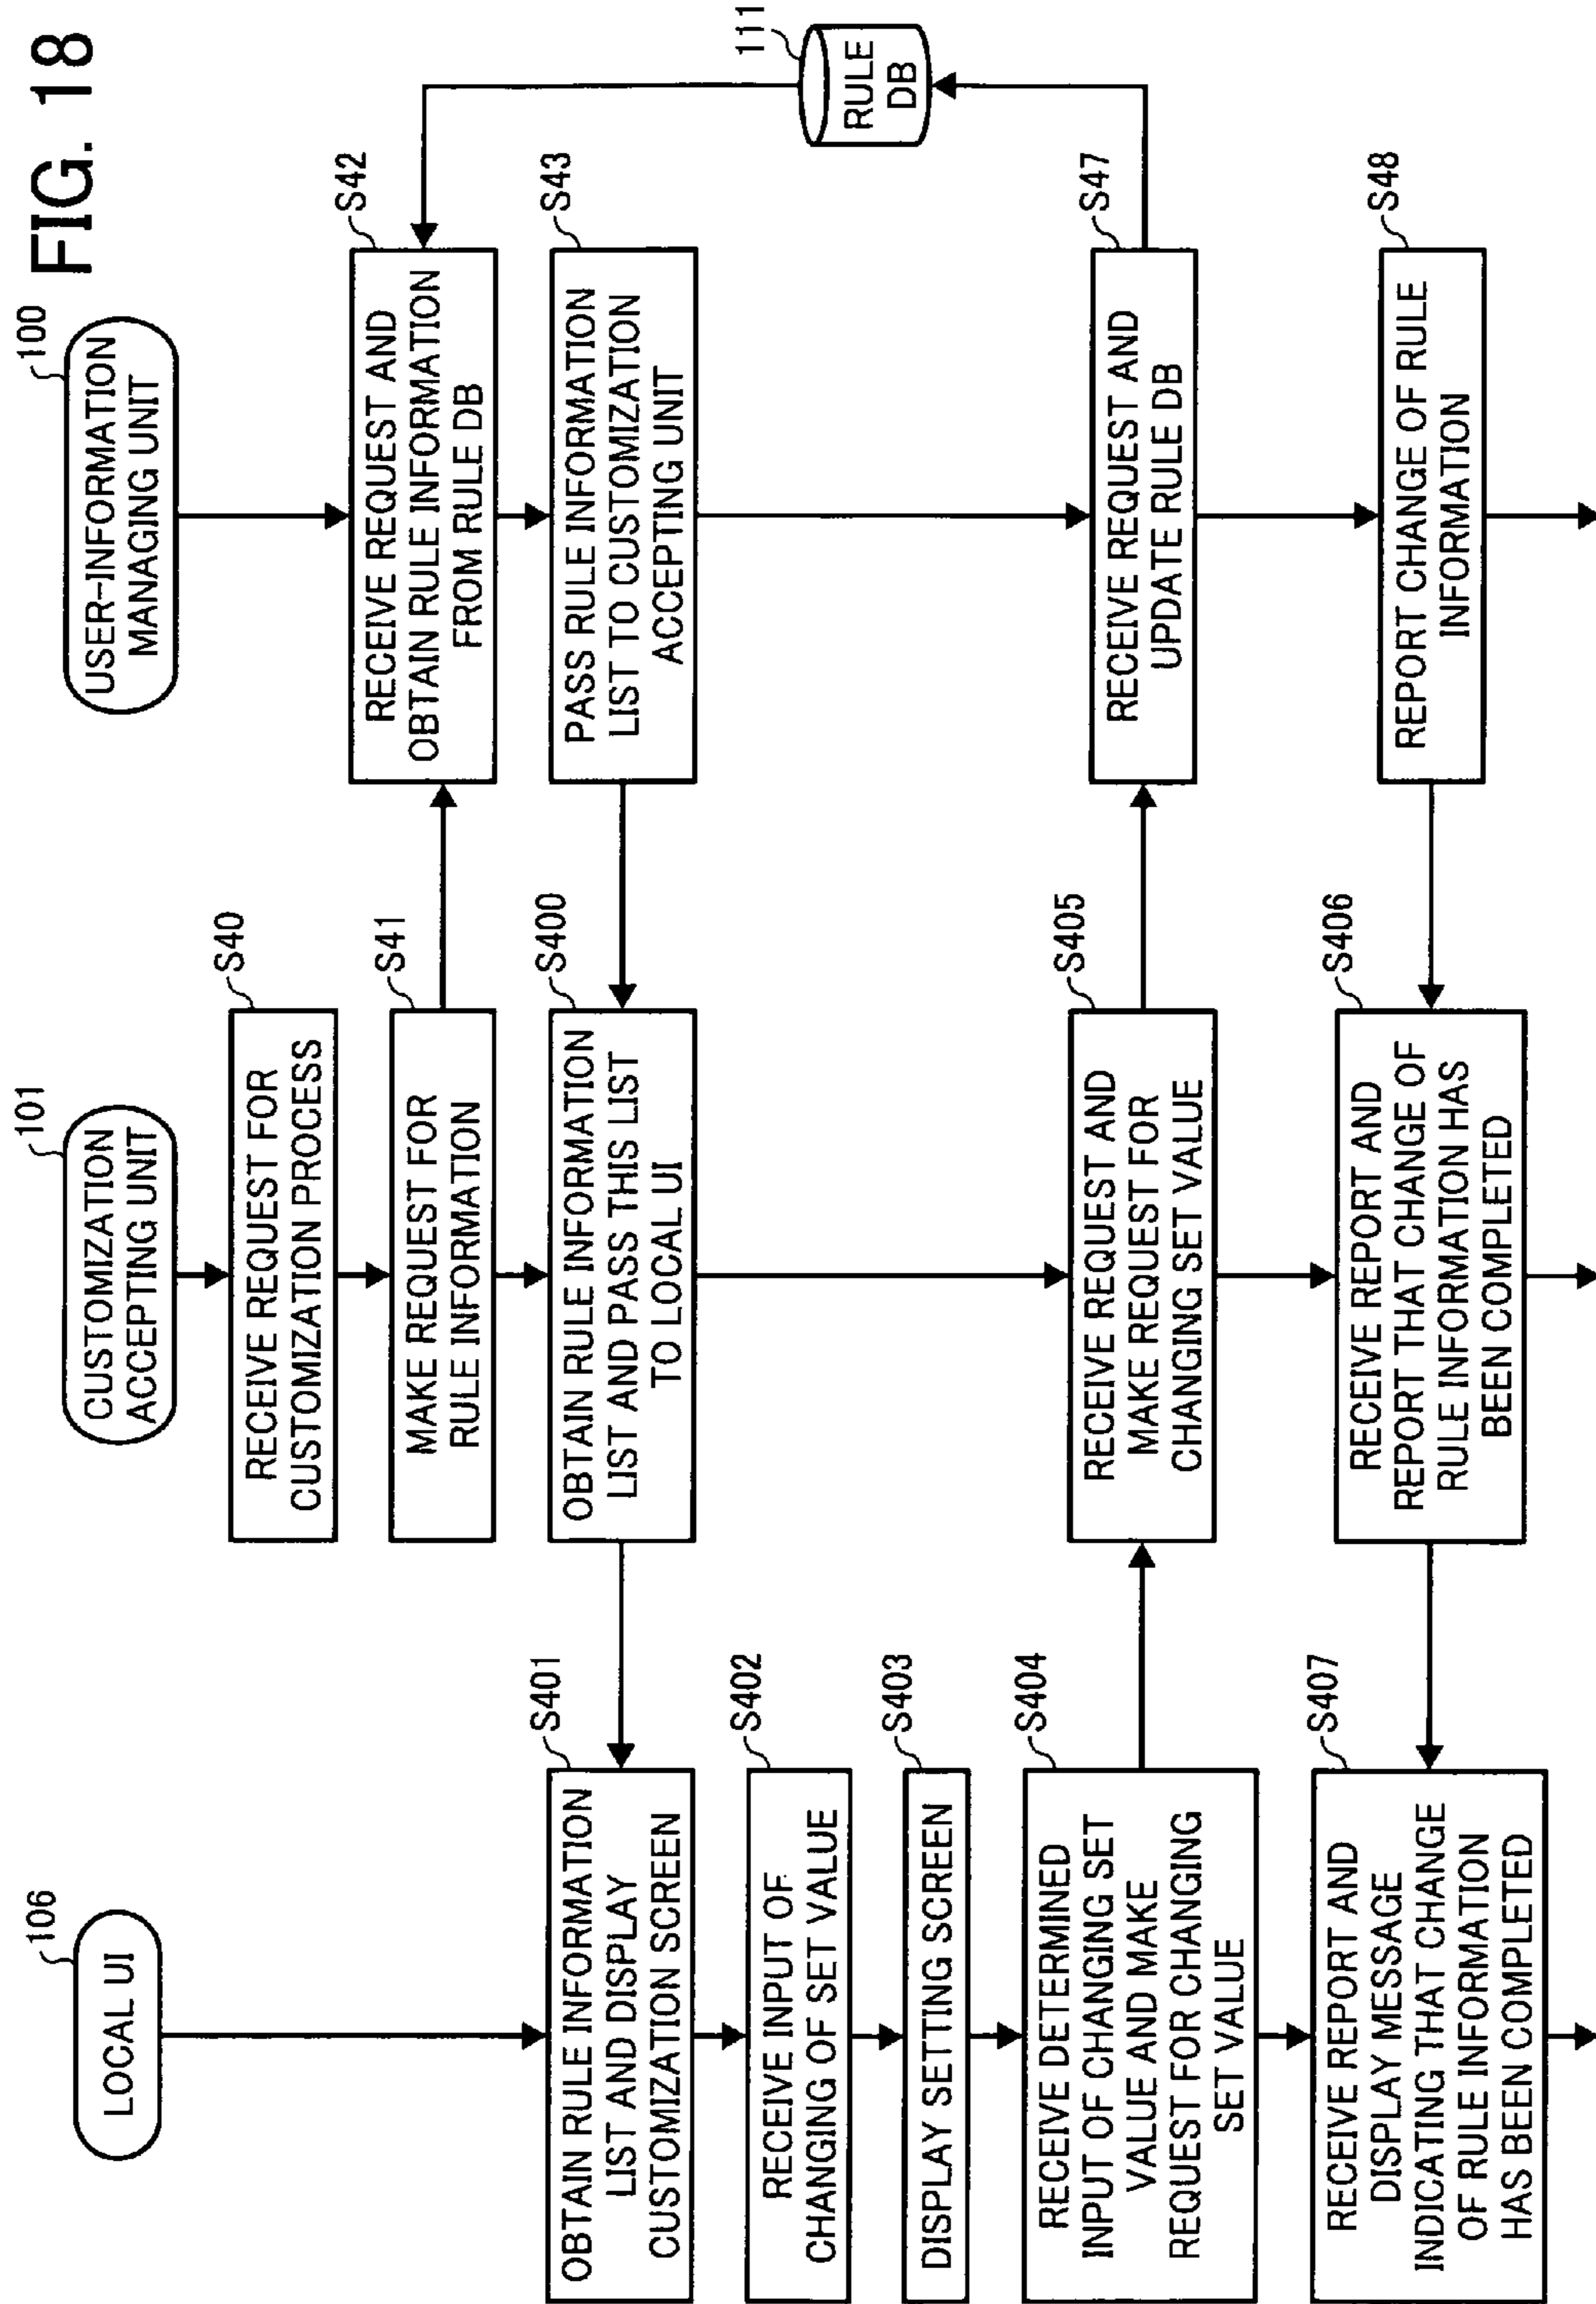 FIG. 18
106
LOCAL UI
S401
OBTAIN RULE INFORMATION
LIST AND DISPLAY
CUSTOMIZATION SCREEN
S402
RECEIVE INPUT OF
CHANGING OF SET VALUE
S403
DISPLAY SETTING SCREEN
S404
RECEIVE DETERMINED
INPUT OF CHANGING SET
VALUE AND MAKE
REQUEST FOR CHANGING
SET VALUE
S407
RECEIVE REPORT AND
DISPLAY MESSAGE
INDICATING THAT CHANGE
OF RULE INFORMATION
HAS BEEN COMPLETED
101
CUSTOMIZATION
ACCEPTING UNIT
S40
RECEIVE REQUEST FOR
CUSTOMIZATION PROCESS
S41
MAKE REQUEST FOR
RULE INFORMATION
S400
OBTAIN RULE INFORMATION
LIST AND PASS THIS LIST
TO LOCAL UI
S405
RECEIVE REQUEST AND
MAKE REQUEST FOR
CHANGING SET VALUE
S406
RECEIVE REPORT AND
REPORT THAT CHANGE OF
RULE INFORMATION HAS
BEEN COMPLETED
100
USER-INFORMATION
MANAGING UNIT
S42
RECEIVE REQUEST AND
OBTAIN RULE INFORMATION
FROM RULE DB
S43
PASS RULE INFORMATION
LIST TO CUSTOMIZATION
ACCEPTING UNIT
S47
RECEIVE REQUEST AND
UPDATE RULE DB
S48
REPORT CHANGE OF RULE
INFORMATION
111
RULE
DB